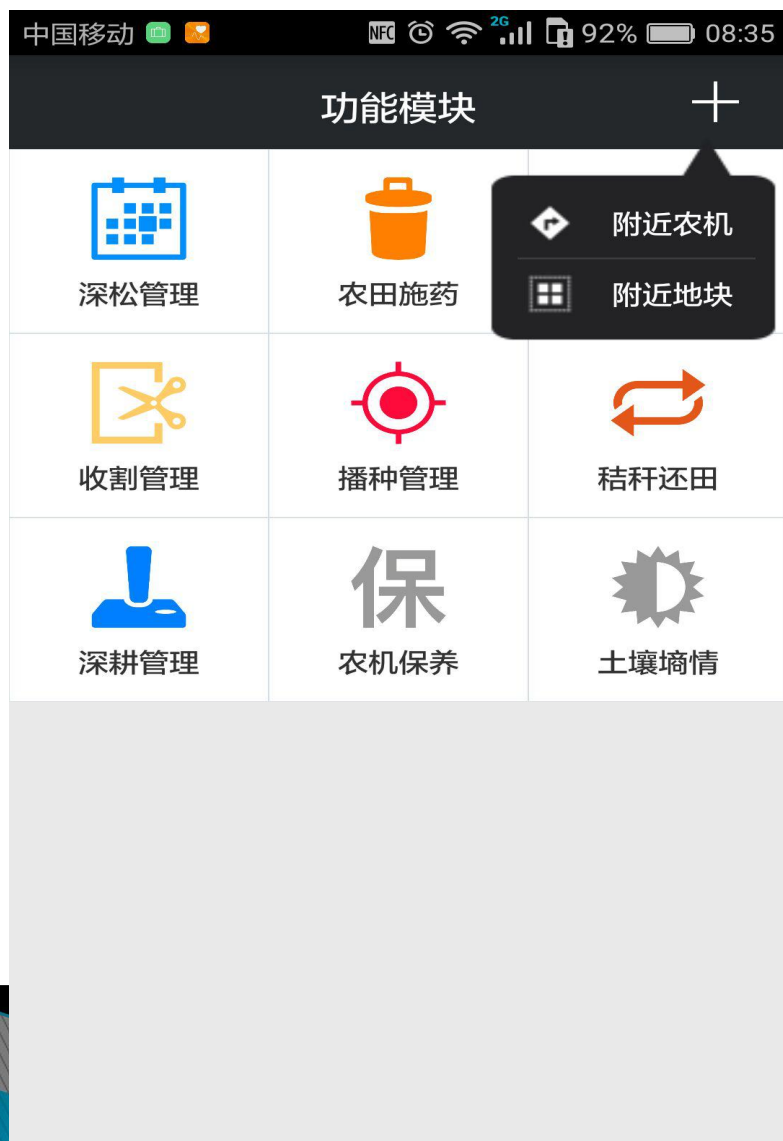 中国移动 NFC 2G 92% 08:35
功能模块
附近农机
附近地块
深松管理 农田施药
收割管理 播种管理 秸秆还田
保
深耕管理 农机保养 土壤墒情